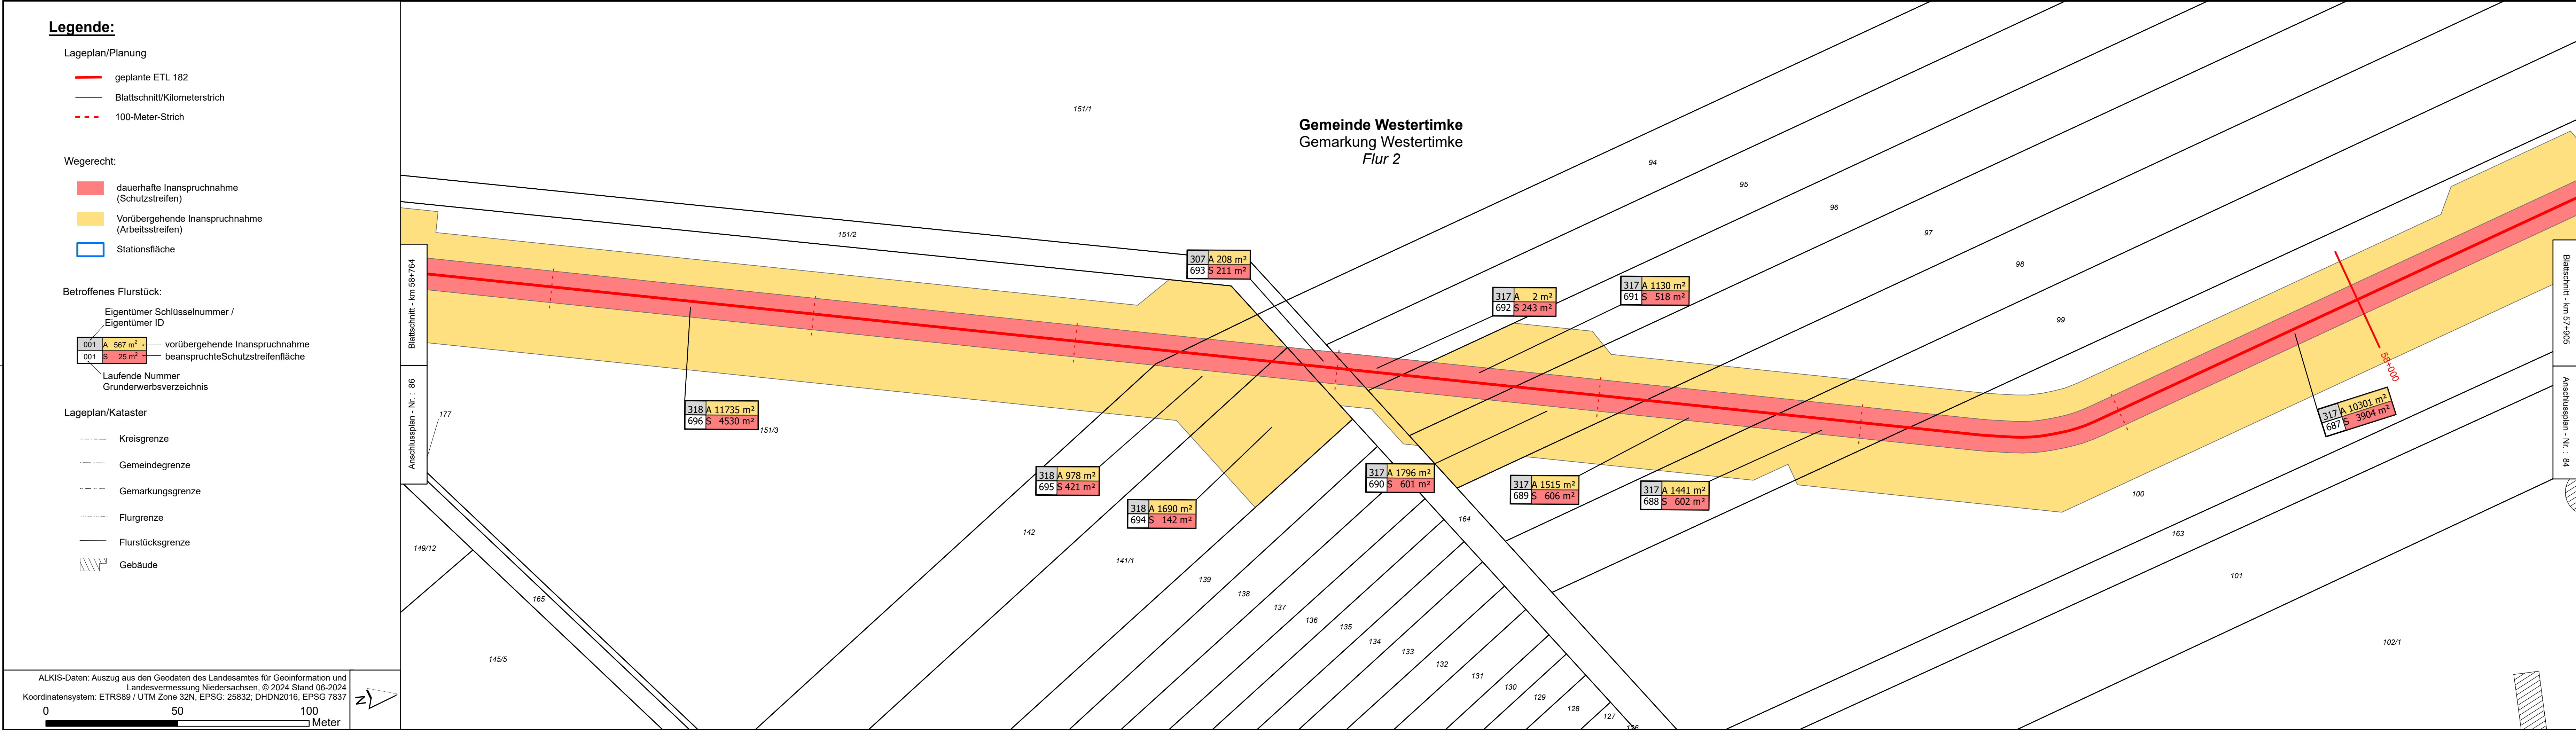 Legende:
Lageplan/Planung
geplante ETL 182
Blattschnitt/Kilometerstrich
100-Meter-Strich
Wegerecht:
dauerhafte Inanspruchnahme
(Schutzstreifen)
Vorübergehende Inanspruchnahme
(Arbeitsstreifen)
Stationsfläche
Betroffenes Flurstück:
Eigentümer Schlüsselnummer /
Eigentümer ID
001 A 567 m² vorübergehende Inanspruchnahme
001 S 25 m² beanspruchteSchutzstreifenfläche
Laufende Nummer
Grunderwerbsverzeichnis
Lageplan/Kataster
Kreisgrenze
Gemeindegrenze
Gemarkungsgrenze
Flurgrenze
Flurstücksgrenze
Gebäude
ALKIS-Daten: Auszug aus den Geodaten des Landesamtes für Geoinformation und
Landesvermessung Niedersachsen, © 2024 Stand 06-2024
Koordinatensystem: ETRS89 / UTM Zone 32N, EPSG: 25832; DHDN2016, EPSG 7837
0 50 100
Meter
N
Blattschnitt - km 58+764
Anschlussplan - Nr. : 86
Gemeinde Westertimke
Gemarkung Westertimke
Flur 2
151/1
151/2
151/3
177
149/12
165
145/5
318 A 11735 m²
696 S 4530 m²
307 A 208 m²
693 S 211 m²
318 A 978 m²
695 S 421 m²
318 A 1690 m²
694 S 142 m²
317 A 2 m²
692 S 243 m²
317 A 1130 m²
691 S 518 m²
317 A 1796 m²
690 S 601 m²
317 A 1515 m²
689 S 606 m²
317 A 1441 m²
688 S 602 m²
317 A 10301 m²
687 S 3904 m²
58+000
94
95
96
97
98
99
100
163
101
102/1
164
142
141/1
139
138
137
136
135
134
133
132
131
130
129
128
127
126
Blattschnitt - km 57+905
Anschlussplan - Nr. : 84